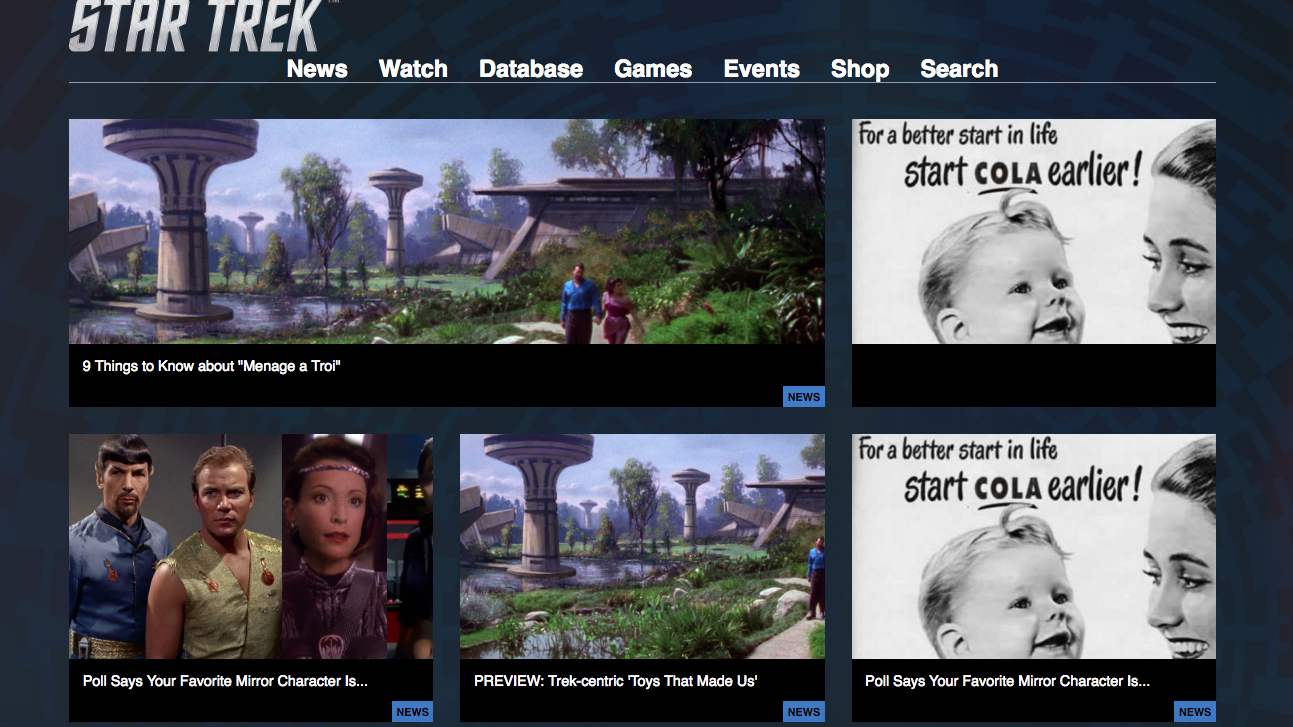 STAR TREK™
News Watch Database Games Events Shop Search
For a better start in life
start COLA earlier!
9 Things to Know about "Menage a Troi"
NEWS
For a better start in life
start COLA earlier!
Poll Says Your Favorite Mirror Character Is...
NEWS
PREVIEW: Trek-centric 'Toys That Made Us'
NEWS
Poll Says Your Favorite Mirror Character Is...
NEWS